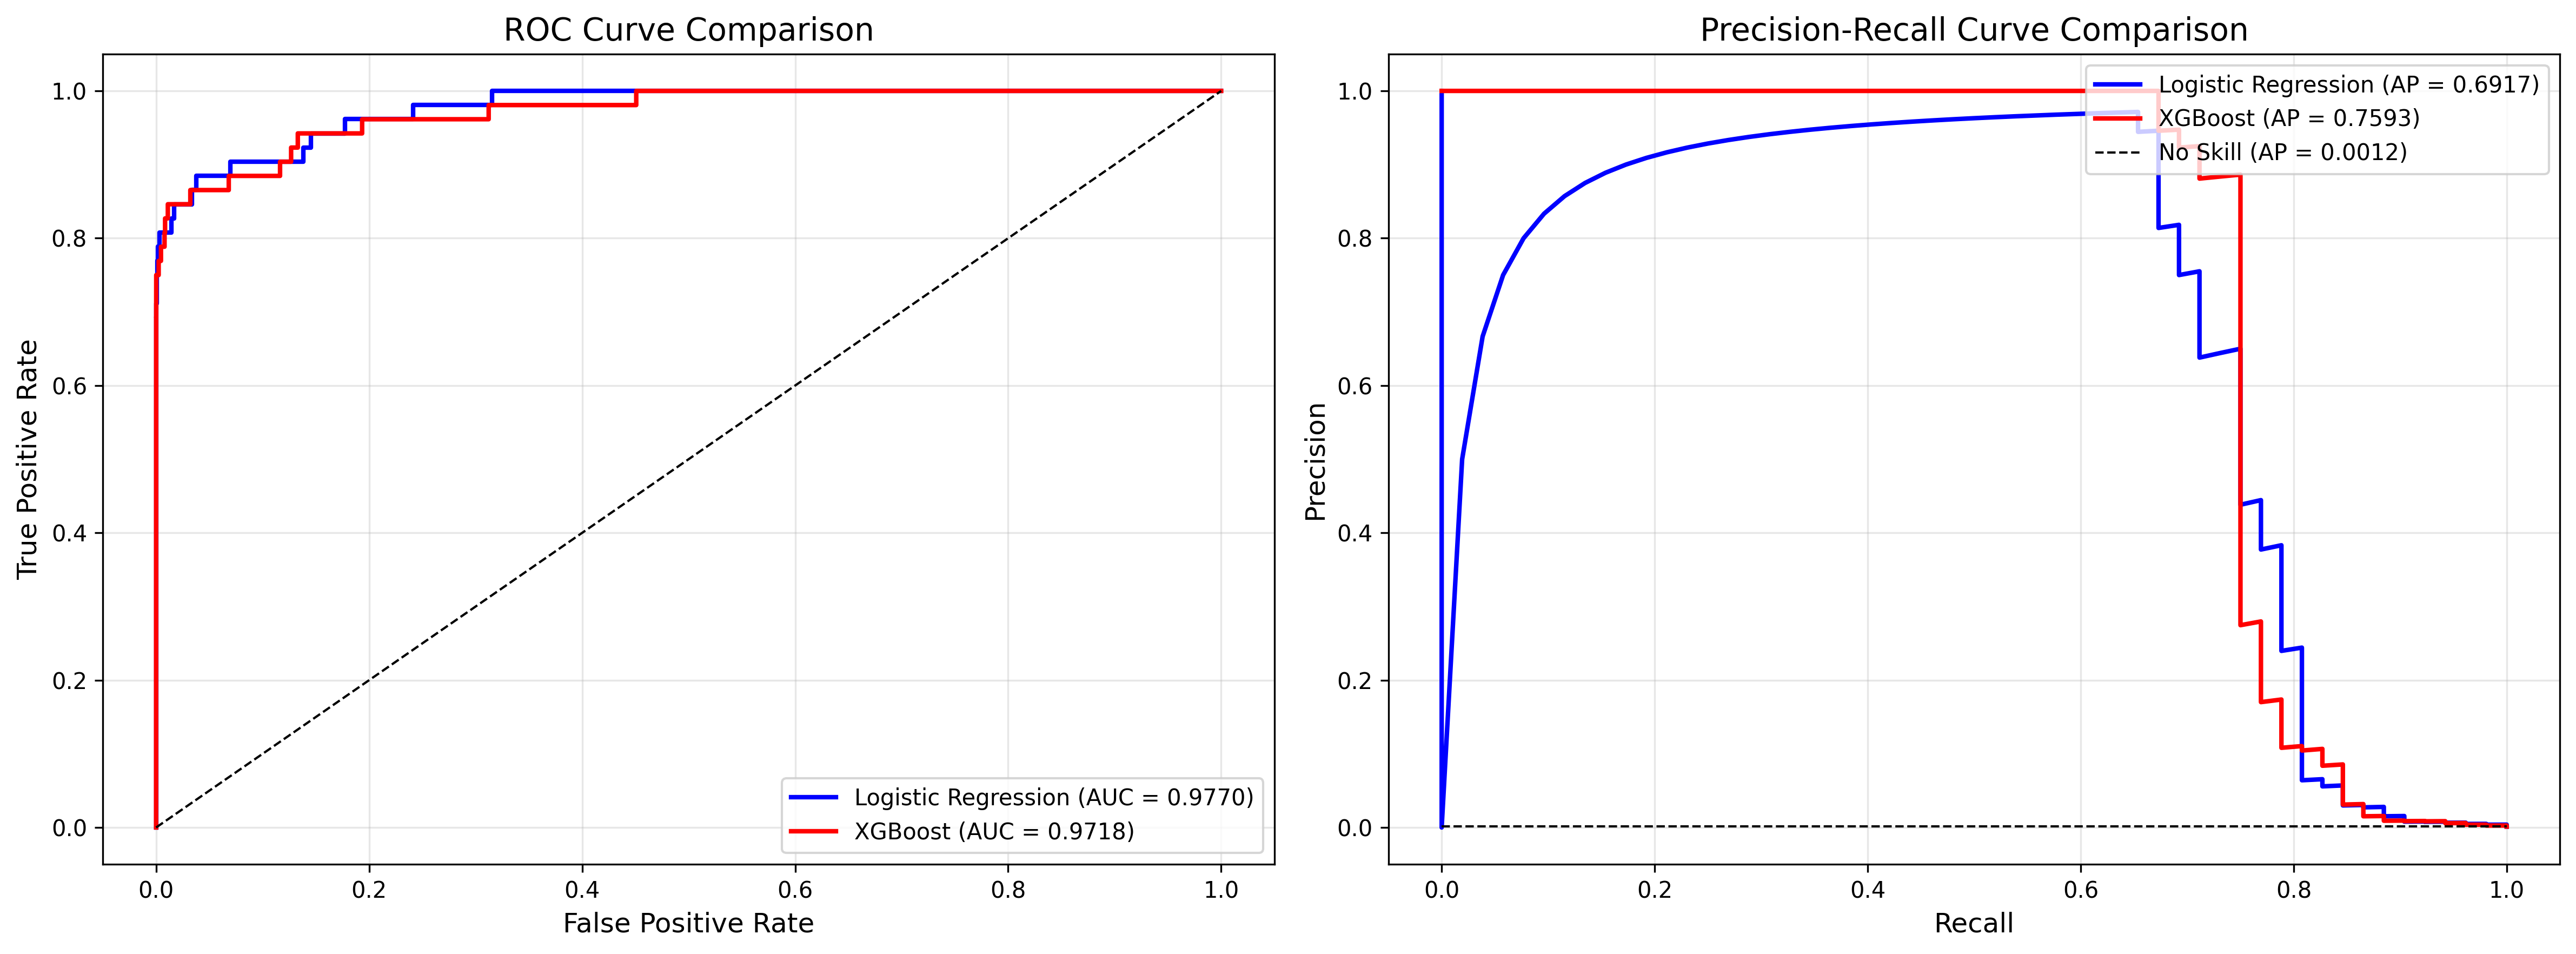 ROC Curve Comparison
True Positive Rate
1.0
0.8
0.6
0.4
0.2
0.0
0.0 0.2 0.4 0.6 0.8 1.0
False Positive Rate
Logistic Regression (AUC = 0.9770)
XGBoost (AUC = 0.9718)
Precision-Recall Curve Comparison
Precision
1.0
0.8
0.6
0.4
0.2
0.0
0.0 0.2 0.4 0.6 0.8 1.0
Recall
Logistic Regression (AP = 0.6917)
XGBoost (AP = 0.7593)
No Skill (AP = 0.0012)